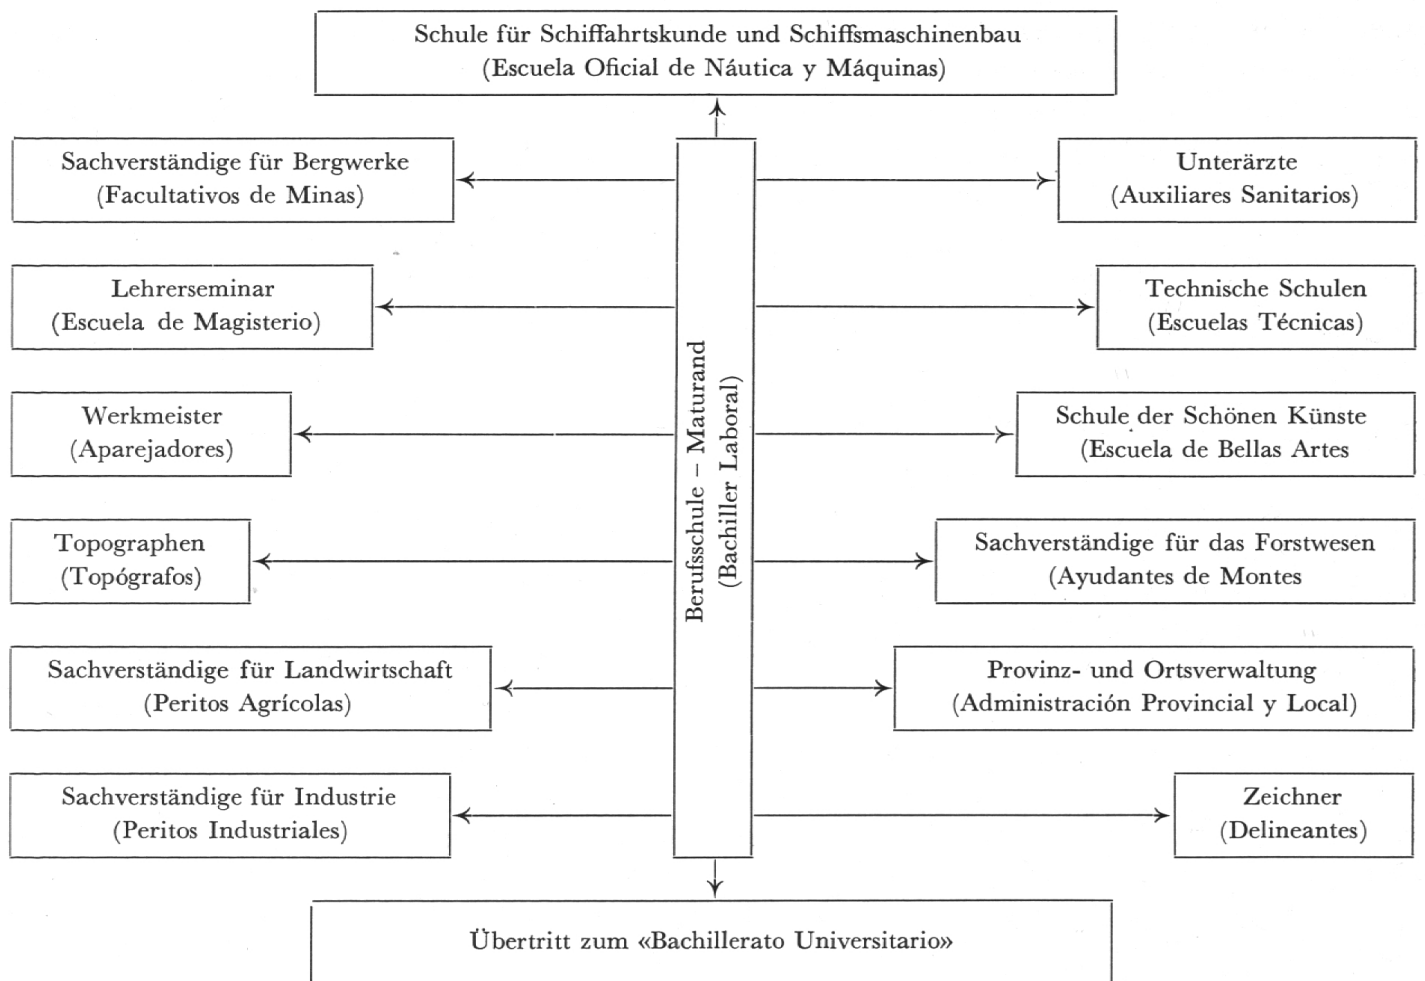 Schule für Schiffahrtskunde und Schiffsmaschinenbau
(Escuela Oficial de Náutica y Máquinas)
Sachverständige für Bergwerke
(Facultativos de Minas)
Unterärzte
(Auxiliares Sanitarios)
Lehrerseminar
(Escuela de Magisterio)
Technische Schulen
(Escuelas Técnicas)
Werkmeister
(Aparejadores)
Schule der Schönen Künste
(Escuela de Bellas Artes
Berufsschule – Maturand
(Bachiller Laboral)
Topographen
(Topógrafos)
Sachverständige für das Forstwesen
(Ayudantes de Montes
Sachverständige für Landwirtschaft
(Peritos Agrícolas)
Provinz- und Ortsverwaltung
(Administración Provincial y Local)
Sachverständige für Industrie
(Peritos Industriales)
Zeichner
(Delineantes)
Übertritt zum «Bachillerato Universitario»